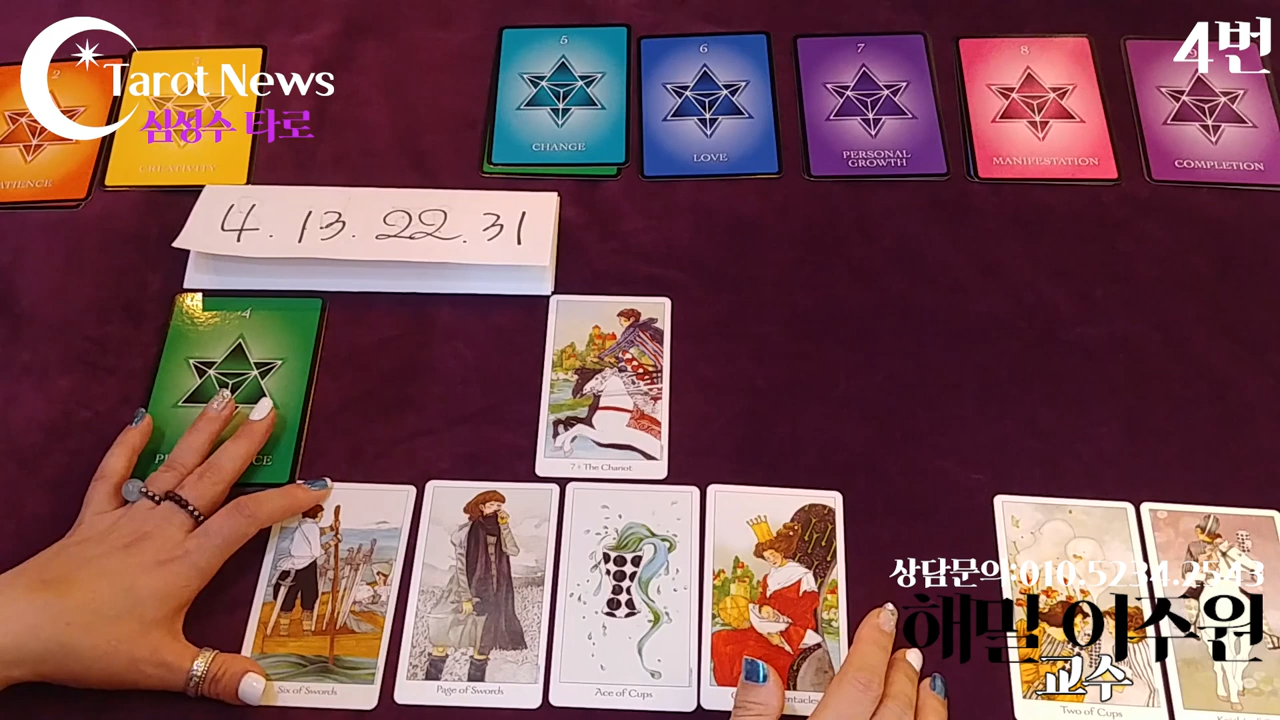 Tarot News
심성수 타로
4번
2
3
CREATIVITY
5
CHANGE
6
LOVE
7
PERSONAL
GROWTH
8
MANIFESTATION
COMPLETION
4.13.22.31
4
7 + The Chariot
Six of Swords
Page of Swords
Ace of Cups
Two of Cups
상담문의:010.5234.2543
해밀 이수원
교수